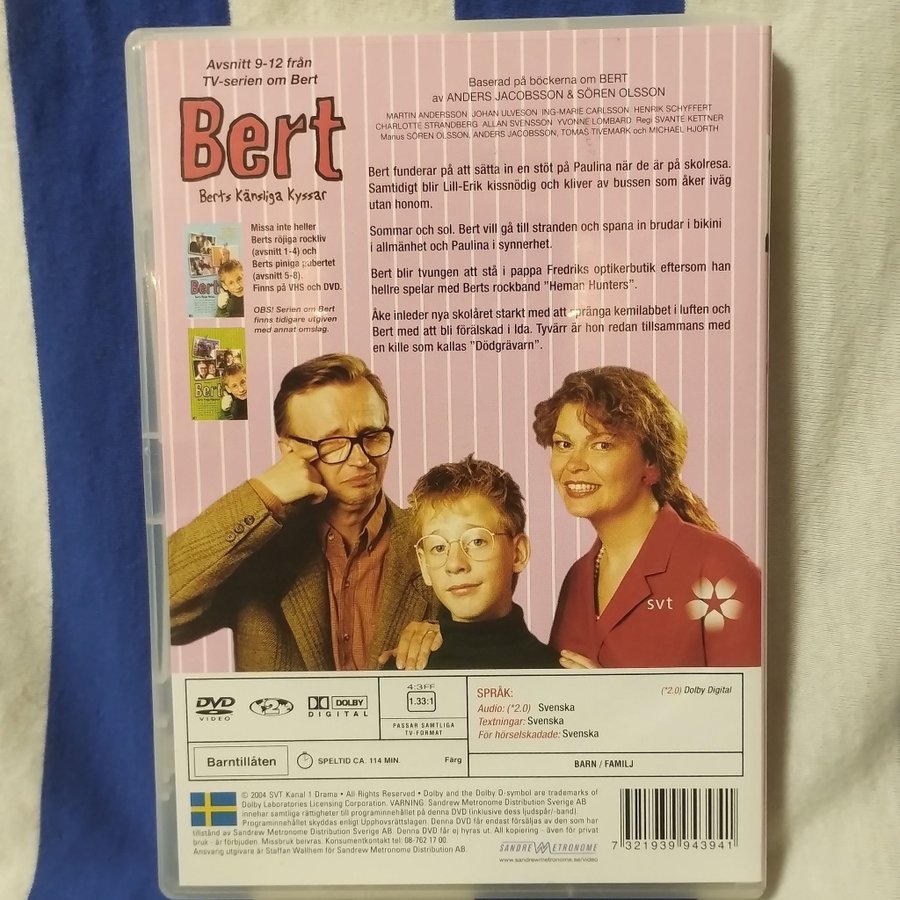 Avsnitt 9-12 från
TV-serien om Bert
Bert
Berts Känsliga Kyssar
Missa inte heller
Berts röjiga rockliv
(avsnitt 1-4) och
Berts piniga pubertet
(avsnitt 5-8).
Finns på VHS och DVD.
OBS! Serien om Bert
finns tidigare utgiven
med annat omslag.
Bert
Bert
Baserad på böckerna om BERT
av ANDERS JACOBSSON & SÖREN OLSSON
MARTIN ANDERSSON JOHAN ULVESON ING-MARIE CARLSSON HENRIK SCHYFFERT
CHARLOTTE STRANDBERG ALLAN SVENSSON YVONNE LOMBARD Regi SVANTE KETTNER
Manus SÖREN OLSSON, ANDERS JACOBSSON, TOMAS TIVEMARK och MICHAEL HJORTH
Bert funderar på att sätta in en stöt på Paulina när de är på skolresa.
Samtidigt blir Lill-Erik kissnödig och kliver av bussen som åker iväg
utan honom.
Sommar och sol. Bert vill gå till stranden och spana in brudar i bikini
i allmänhet och Paulina i synnerhet.
Bert blir tvungen att stå i pappa Fredriks optikerbutik eftersom han
hellre spelar med Berts rockband "Heman Hunters".
Åke inleder nya skolåret starkt med att spränga kemilabbet i luften och
Bert med att bli förälskad i Ida. Tyvärr är hon redan tillsammans med
en kille som kallas "Dödgrävarn".
svt
DVD
VIDEO
2
DOLBY
DIGITAL
4:3FF
1.33:1
PASSAR SAMTLIGA
TV-FORMAT
SPRÅK:
(*2.0) Dolby Digital
Audio: (*2.0) Svenska
Textningar: Svenska
För hörselskadade: Svenska
Barntillåten
SPELTID CA. 114 MIN.
Färg
BARN / FAMILJ
© 2004 SVT Kanal 1 Drama • All Rights Reserved • Dolby and the Dolby D-symbol are trademarks of
Dolby Laboratories Licensing Corporation. VARNING: Sandrew Metronome Distribution Sverige AB
innehar samtliga rättigheter till programinnehållet på denna DVD (inklusive dess ljudspår/-band).
Programinnehållet skyddas enligt Upphovsrättslagen. Denna DVD får endast försäljas av den som har
tillstånd av Sandrew Metronome Distribution Sverige AB. Denna DVD får ej hyras ut. All kopiering - även för privat
bruk - är förbjuden. Missbruk beivras. Konsumentkontakt tel: 08-762 17 00
Ansvarig utgivare är Staffan Wallhem för Sandrew Metronome Distribution AB.
SANDREW METRONOME
www.sandrewmetronome.se/video
7 321939 943941